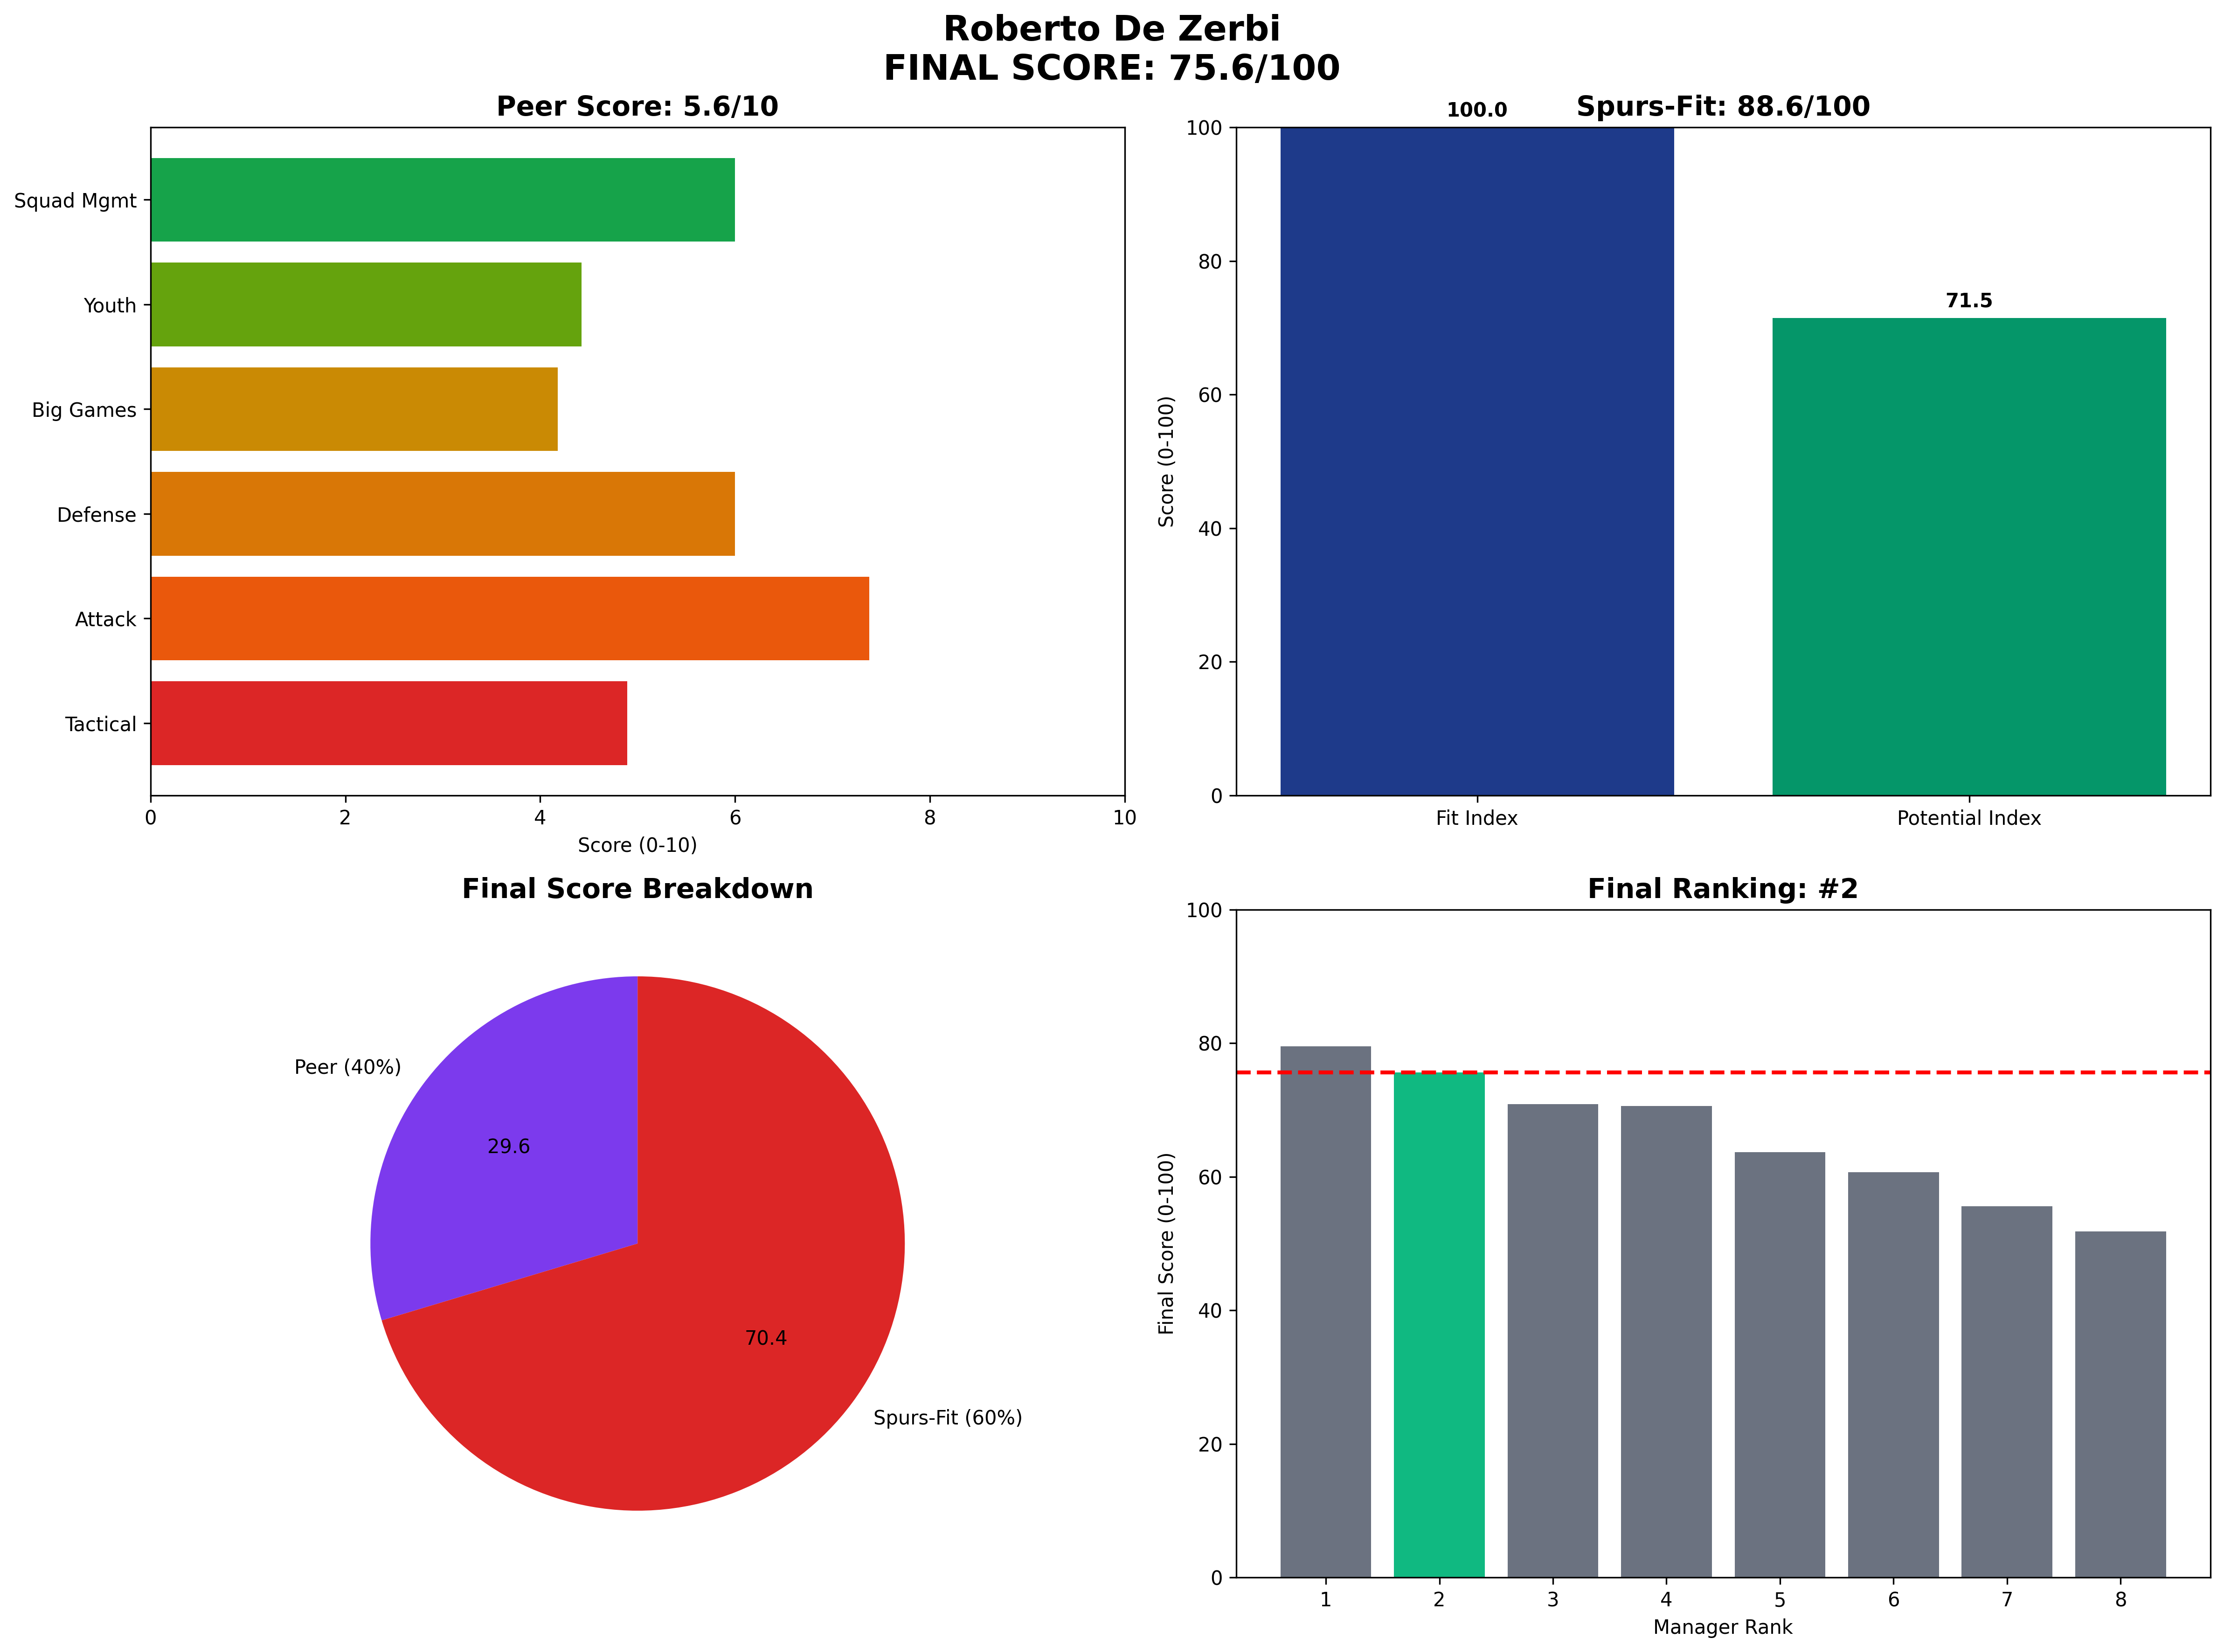 Roberto De Zerbi
FINAL SCORE: 75.6/100
Peer Score: 5.6/10
Squad Mgmt
Youth
Big Games
Defense
Attack
Tactical
0 2 4 6 8 10
Score (0-10)
Spurs-Fit: 88.6/100
100.0
71.5
100
80
60
40
20
0
Score (0-100)
Fit Index Potential Index
Final Score Breakdown
Peer (40%)
29.6
70.4
Spurs-Fit (60%)
Final Ranking: #2
100
80
60
40
20
0
Final Score (0-100)
1 2 3 4 5 6 7 8
Manager Rank